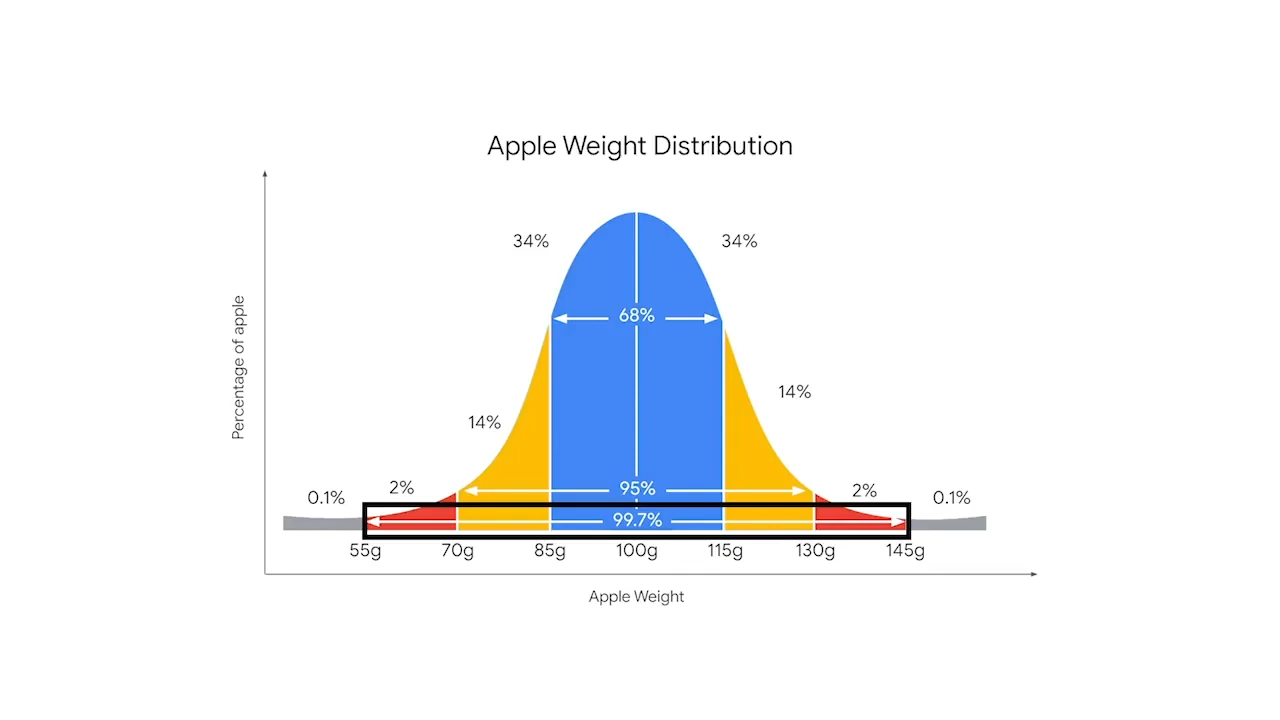 Apple Weight Distribution
Percentage of apple
34% 34%
68%
14%
14%
0.1% 2% 95% 2% 0.1%
99.7%
55g 70g 85g 100g 115g 130g 145g
Apple Weight